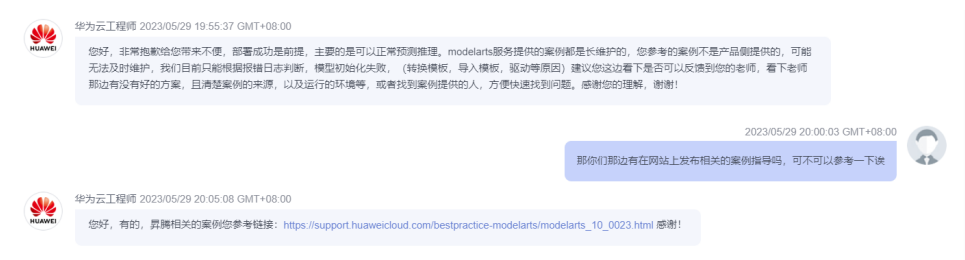 华为云工程师 2023/05/29 19:55:37 GMT+08:00
HUAWEI
您好，非常抱歉给您带来不便，部署成功是前提，主要的是可以正常预测推理。modelarts服务提供的案例都是长维护的，您参考的案例不是产品侧提供的，可能
无法及时维护，我们目前只能根据报错日志判断，模型初始化失败，（转换模板，导入模板，驱动等原因）建议您这边看下是否可以反馈到您的老师，看下老师
那边有没有好的方案，且清楚案例的来源，以及运行的环境等，或者找到案例提供的人，方便快速找到问题。感谢您的理解，谢谢！
2023/05/29 20:00:03 GMT+08:00
那你们那边有在网站上发布相关的案例指导吗，可不可以参考一下诶
华为云工程师 2023/05/29 20:05:08 GMT+08:00
HUAWEI
您好，有的，昇腾相关的案例您参考链接：https://support.huaweicloud.com/bestpractice-modelarts/modelarts_10_0023.html 感谢！